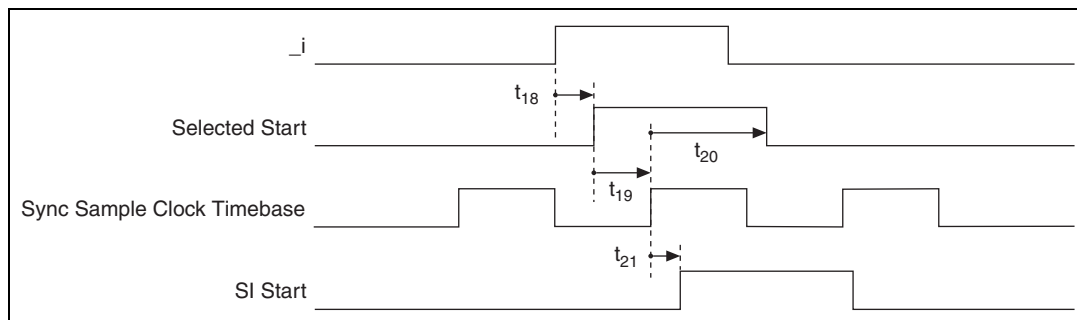 _i
t18
Selected Start
t20
t19
Sync Sample Clock Timebase
t21
SI Start